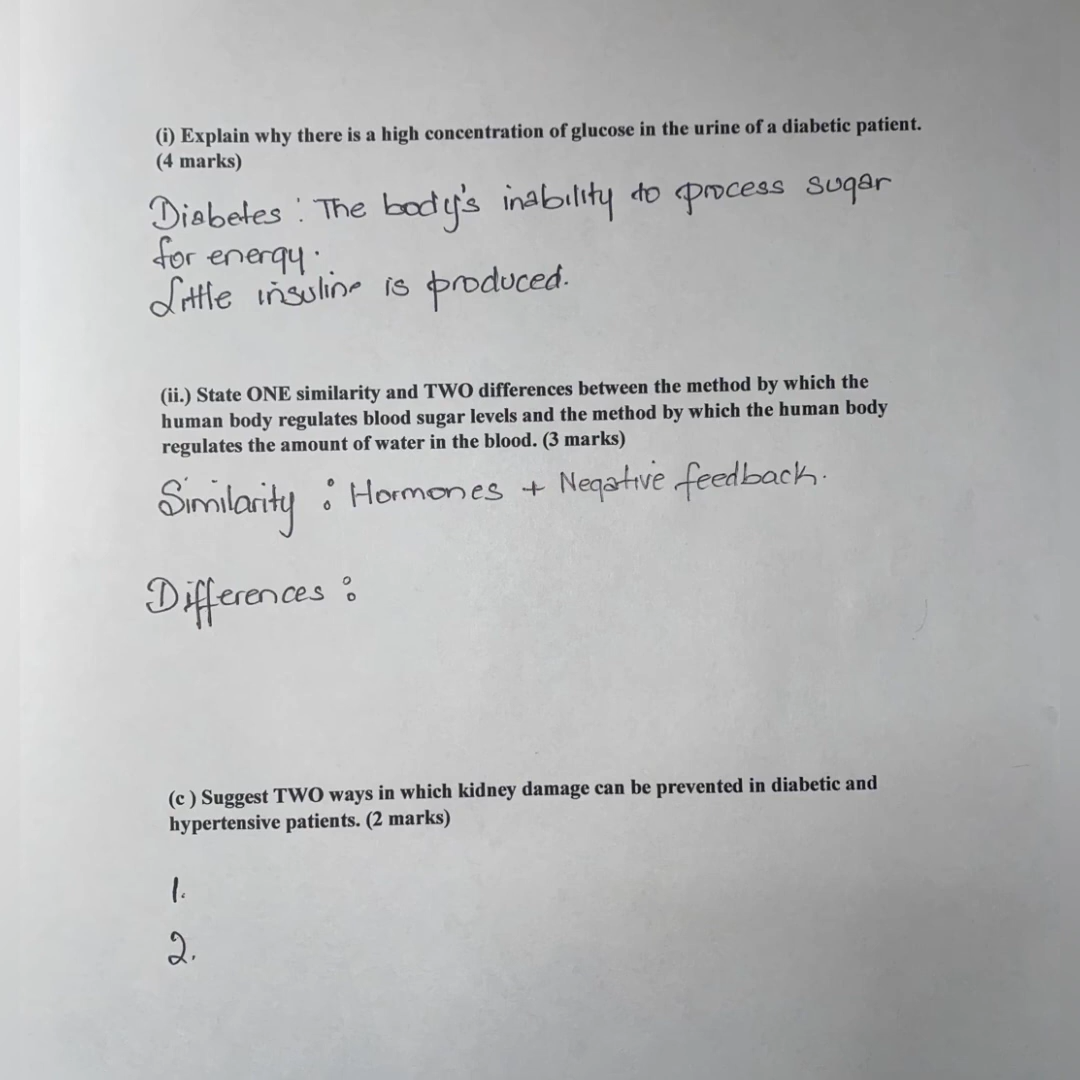 (i) Explain why there is a high concentration of glucose in the urine of a diabetic patient.
(4 marks)
Diabetes : The body's inability to process sugar
for energy.
Little insuline is produced.
(ii.) State ONE similarity and TWO differences between the method by which the
human body regulates blood sugar levels and the method by which the human body
regulates the amount of water in the blood. (3 marks)
Similarity : Hormones + Negative feedback.
Differences :
(c ) Suggest TWO ways in which kidney damage can be prevented in diabetic and
hypertensive patients. (2 marks)
1.
2.